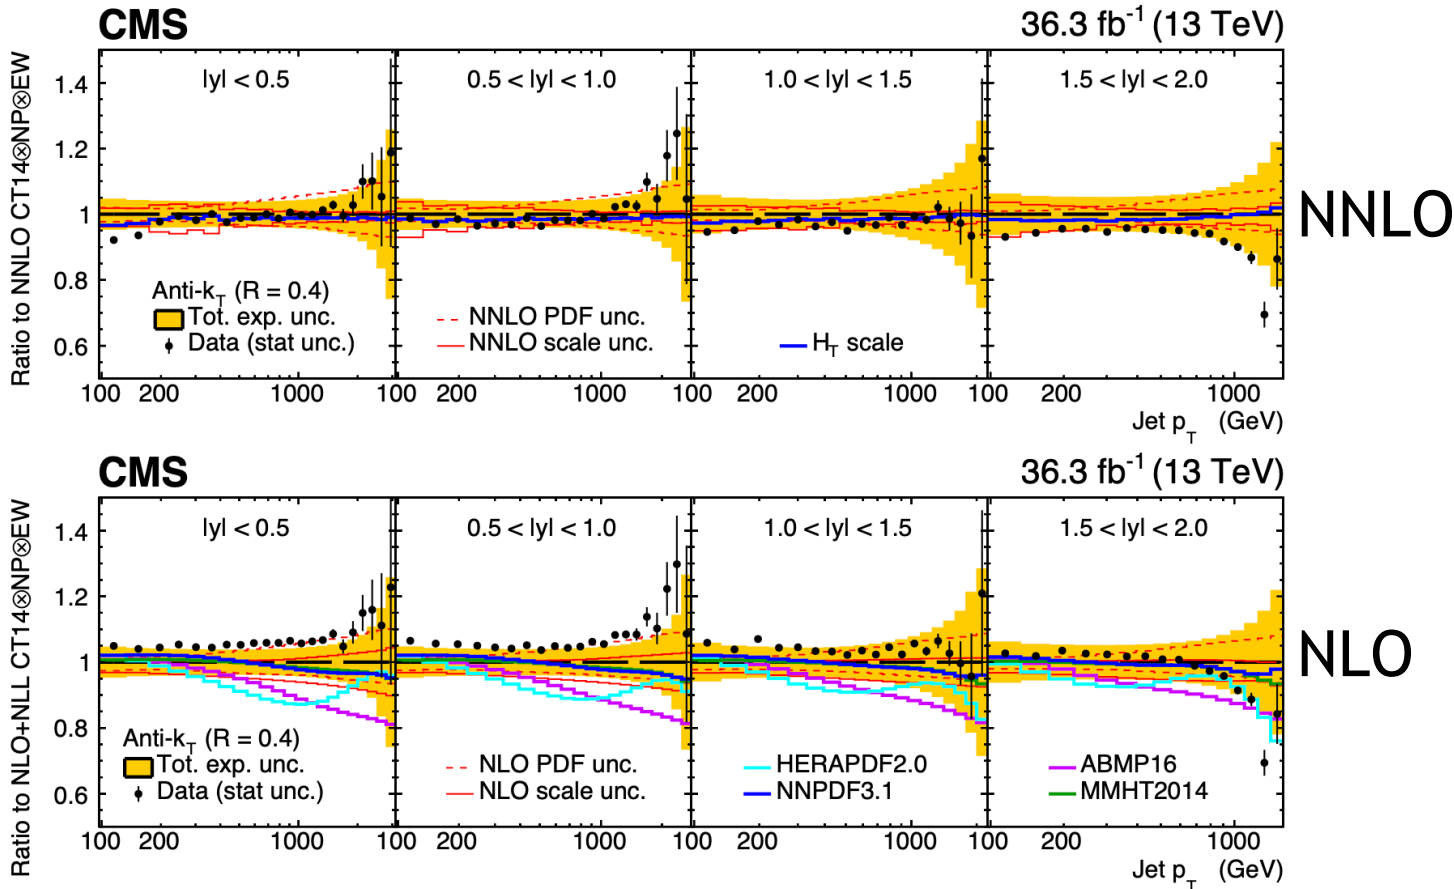 CMS 36.3 fb⁻¹ (13 TeV)
Ratio to NNLO CT14⊗NP⊗EW
|y| < 0.5 0.5 < |y| < 1.0 1.0 < |y| < 1.5 1.5 < |y| < 2.0
1.4
1.2
1
0.8
0.6
NNLO
Anti-k_T (R = 0.4)
Tot. exp. unc. NNLO PDF unc.
Data (stat unc.) NNLO scale unc. H_T scale
100 200 1000 100 200 1000 100 200 1000 100 200 1000
Jet p_T (GeV)
CMS 36.3 fb⁻¹ (13 TeV)
Ratio to NLO+NLL CT14⊗NP⊗EW
|y| < 0.5 0.5 < |y| < 1.0 1.0 < |y| < 1.5 1.5 < |y| < 2.0
1.4
1.2
1
0.8
0.6
NLO
Anti-k_T (R = 0.4)
Tot. exp. unc. NLO PDF unc. HERAPDF2.0 ABMP16
Data (stat unc.) NLO scale unc. NNPDF3.1 MMHT2014
100 200 1000 100 200 1000 100 200 1000 100 200 1000
Jet p_T (GeV)